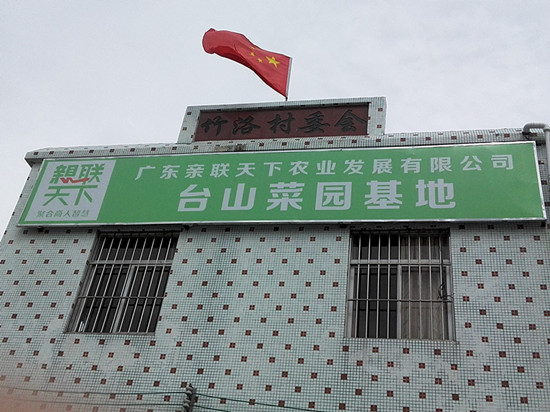 竹洛村委会
親联
天下
聚合商人智慧
广东亲联天下农业发展有限公司
台山菜园基地